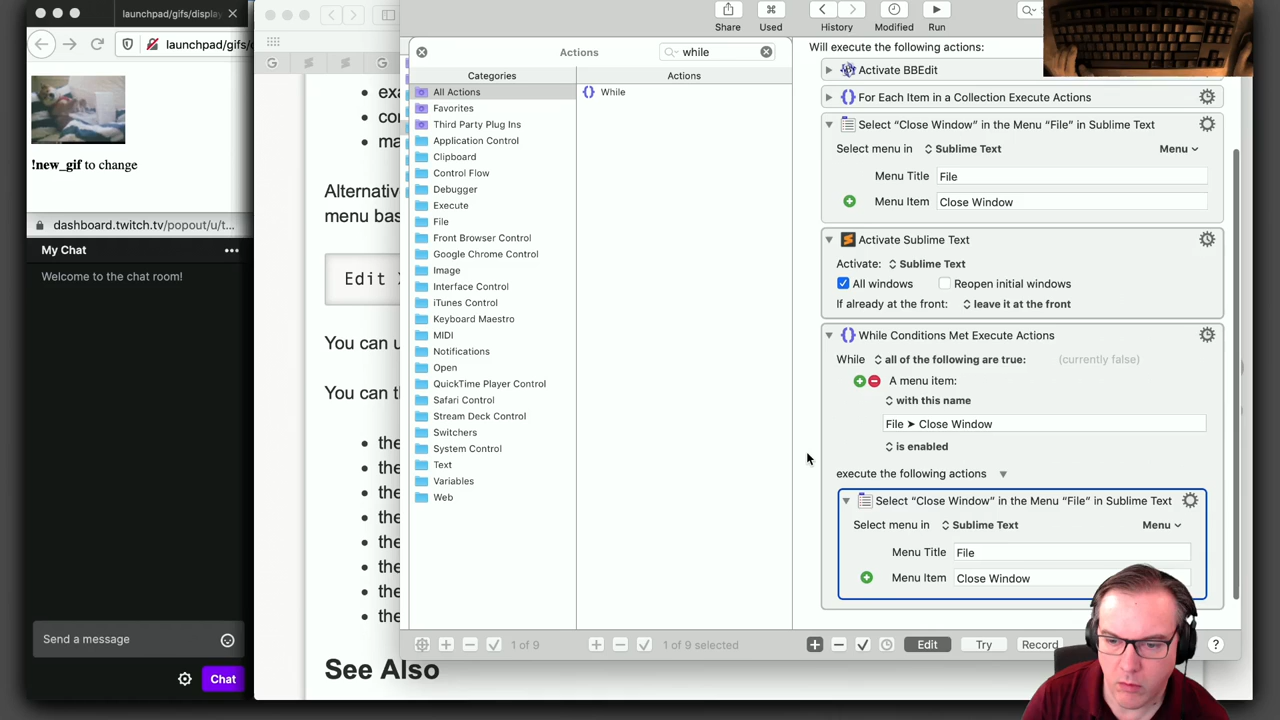 launchpad/gifs/display
launchpad/gifs/d
!new_gif to change
dashboard.twitch.tv/popout/u/t...
My Chat
Welcome to the chat room!
Send a message
Chat
exa
con
ma
Alternativ
menu bas
Edit
You can u
You can t
the
the
the
the
the
the
the
the
See Also
Share
Used
History
Modified
Run
Actions
while
Categories
Actions
All Actions
Favorites
Third Party Plug Ins
Application Control
Clipboard
Control Flow
Debugger
Execute
File
Front Browser Control
Google Chrome Control
Image
Interface Control
iTunes Control
Keyboard Maestro
MIDI
Notifications
Open
QuickTime Player Control
Safari Control
Stream Deck Control
Switchers
System Control
Text
Variables
Web
While
1 of 9
1 of 9 selected
Will execute the following actions:
Activate BBEdit
For Each Item in a Collection Execute Actions
Select “Close Window” in the Menu “File” in Sublime Text
Select menu in Sublime Text Menu
Menu Title File
Menu Item Close Window
Activate Sublime Text
Activate: Sublime Text
All windows Reopen initial windows
If already at the front: leave it at the front
While Conditions Met Execute Actions
While all of the following are true: (currently false)
A menu item:
with this name
File ➤ Close Window
is enabled
execute the following actions
Select “Close Window” in the Menu “File” in Sublime Text
Select menu in Sublime Text Menu
Menu Title File
Menu Item Close Window
Edit Try Record ?